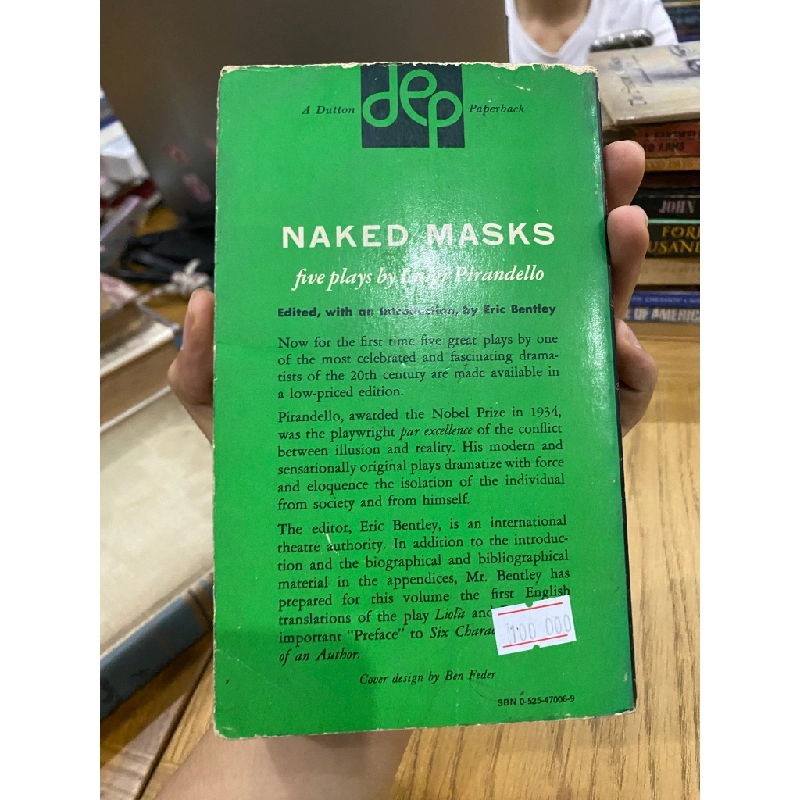 A Dutton dep Paperback
NAKED MASKS
five plays by Luigi Pirandello
Edited, with an Introduction, by Eric Bentley
Now for the first time five great plays by one
of the most celebrated and fascinating drama-
tists of the 20th century are made available in
a low-priced edition.
Pirandello, awarded the Nobel Prize in 1934,
was the playwright par excellence of the conflict
between illusion and reality. His modern and
sensationally original plays dramatize with force
and eloquence the isolation of the individual
from society and from himself.
The editor, Eric Bentley, is an international
theatre authority. In addition to the introduc-
tion and the biographical and bibliographical
material in the appendices, Mr. Bentley has
prepared for this volume the first English
translations of the play Liolà and
important "Preface" to Six Chara
of an Author.
100 000
Cover design by Ben Feder
SBN 0-525-47006-9
JOHN
FOR
USAN
OF AMERIC